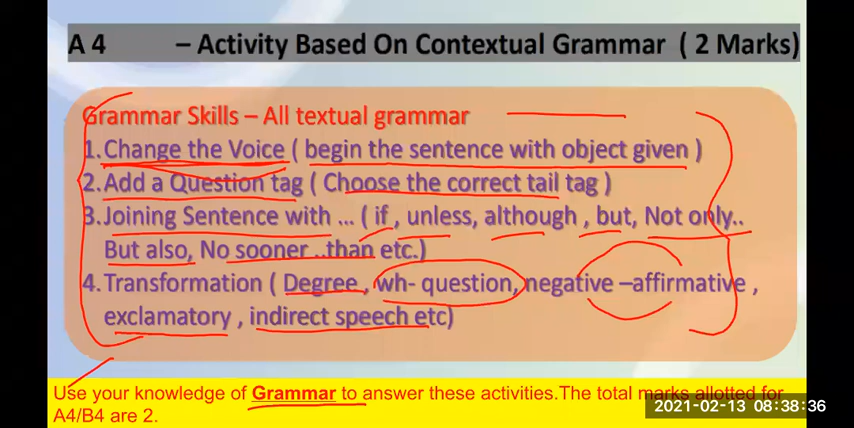 A 4 – Activity Based On Contextual Grammar ( 2 Marks)
Grammar Skills – All textual grammar
1.Change the Voice ( begin the sentence with object given )
2.Add a Question tag ( Choose the correct tail tag )
3.Joining Sentence with ... ( if , unless, although , but, Not only..
But also, No sooner ..than etc.)
4.Transformation ( Degree , wh- question, negative –affirmative ,
exclamatory , indirect speech etc)
Use your knowledge of Grammar to answer these activities.The total marks allotted for
A4/B4 are 2.
2021-02-13 08:38:36